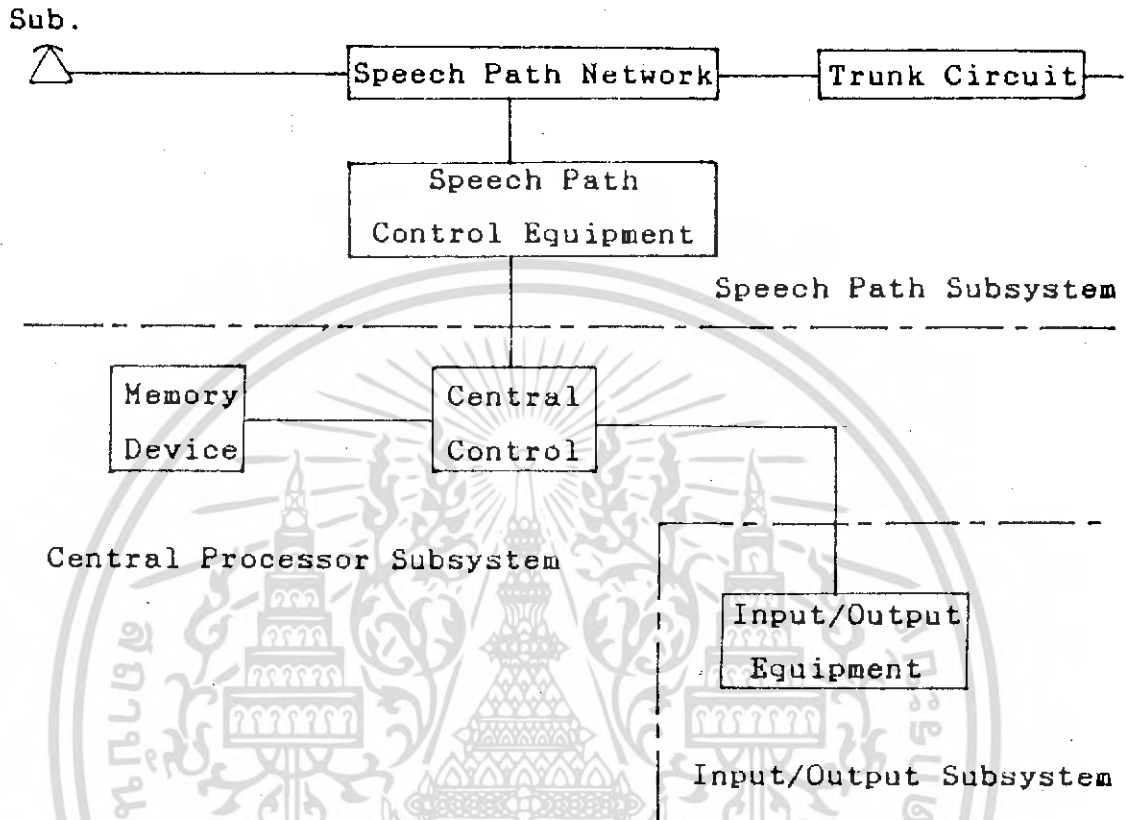 Sub.
Speech Path Network
Trunk Circuit
Speech Path
Control Equipment
Speech Path Subsystem
Memory
Device
Central
Control
Central Processor Subsystem
Input/Output
Equipment
Input/Output Subsystem